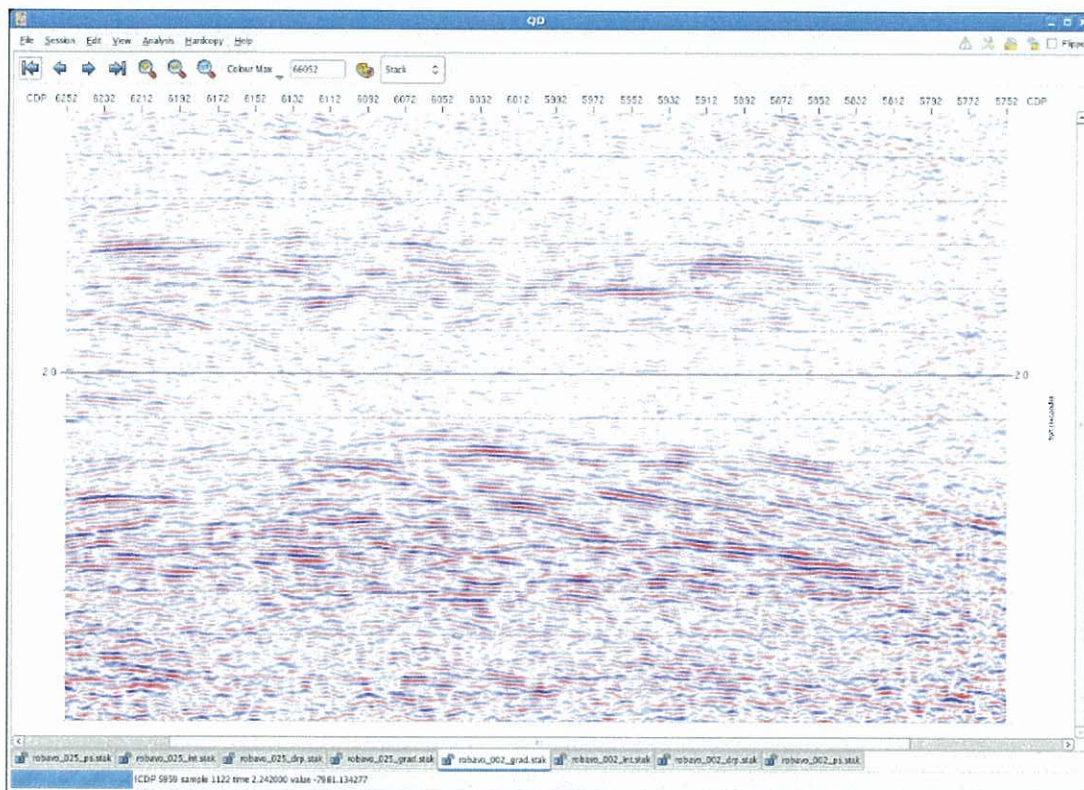 QD
File Session Edit View Analysis Hardcopy Help Flippe
Colour Max 66052 Stack
CDP 6252 6232 6212 6192 6172 6152 6132 6112 6092 6072 6052 6032 6012 5992 5972 5952 5932 5912 5892 5872 5852 5832 5812 5792 5772 5752 CDP
2.0 2.0
robavo_025_ps.stak robavo_025_int.stak robavo_025_drp.stak robavo_025_grad.stak robavo_002_grad.stak robavo_002_int.stak robavo_002_drp.stak robavo_002_ps.stak
CDP 5959 sample 1122 time 2.242000 value -7981.134277